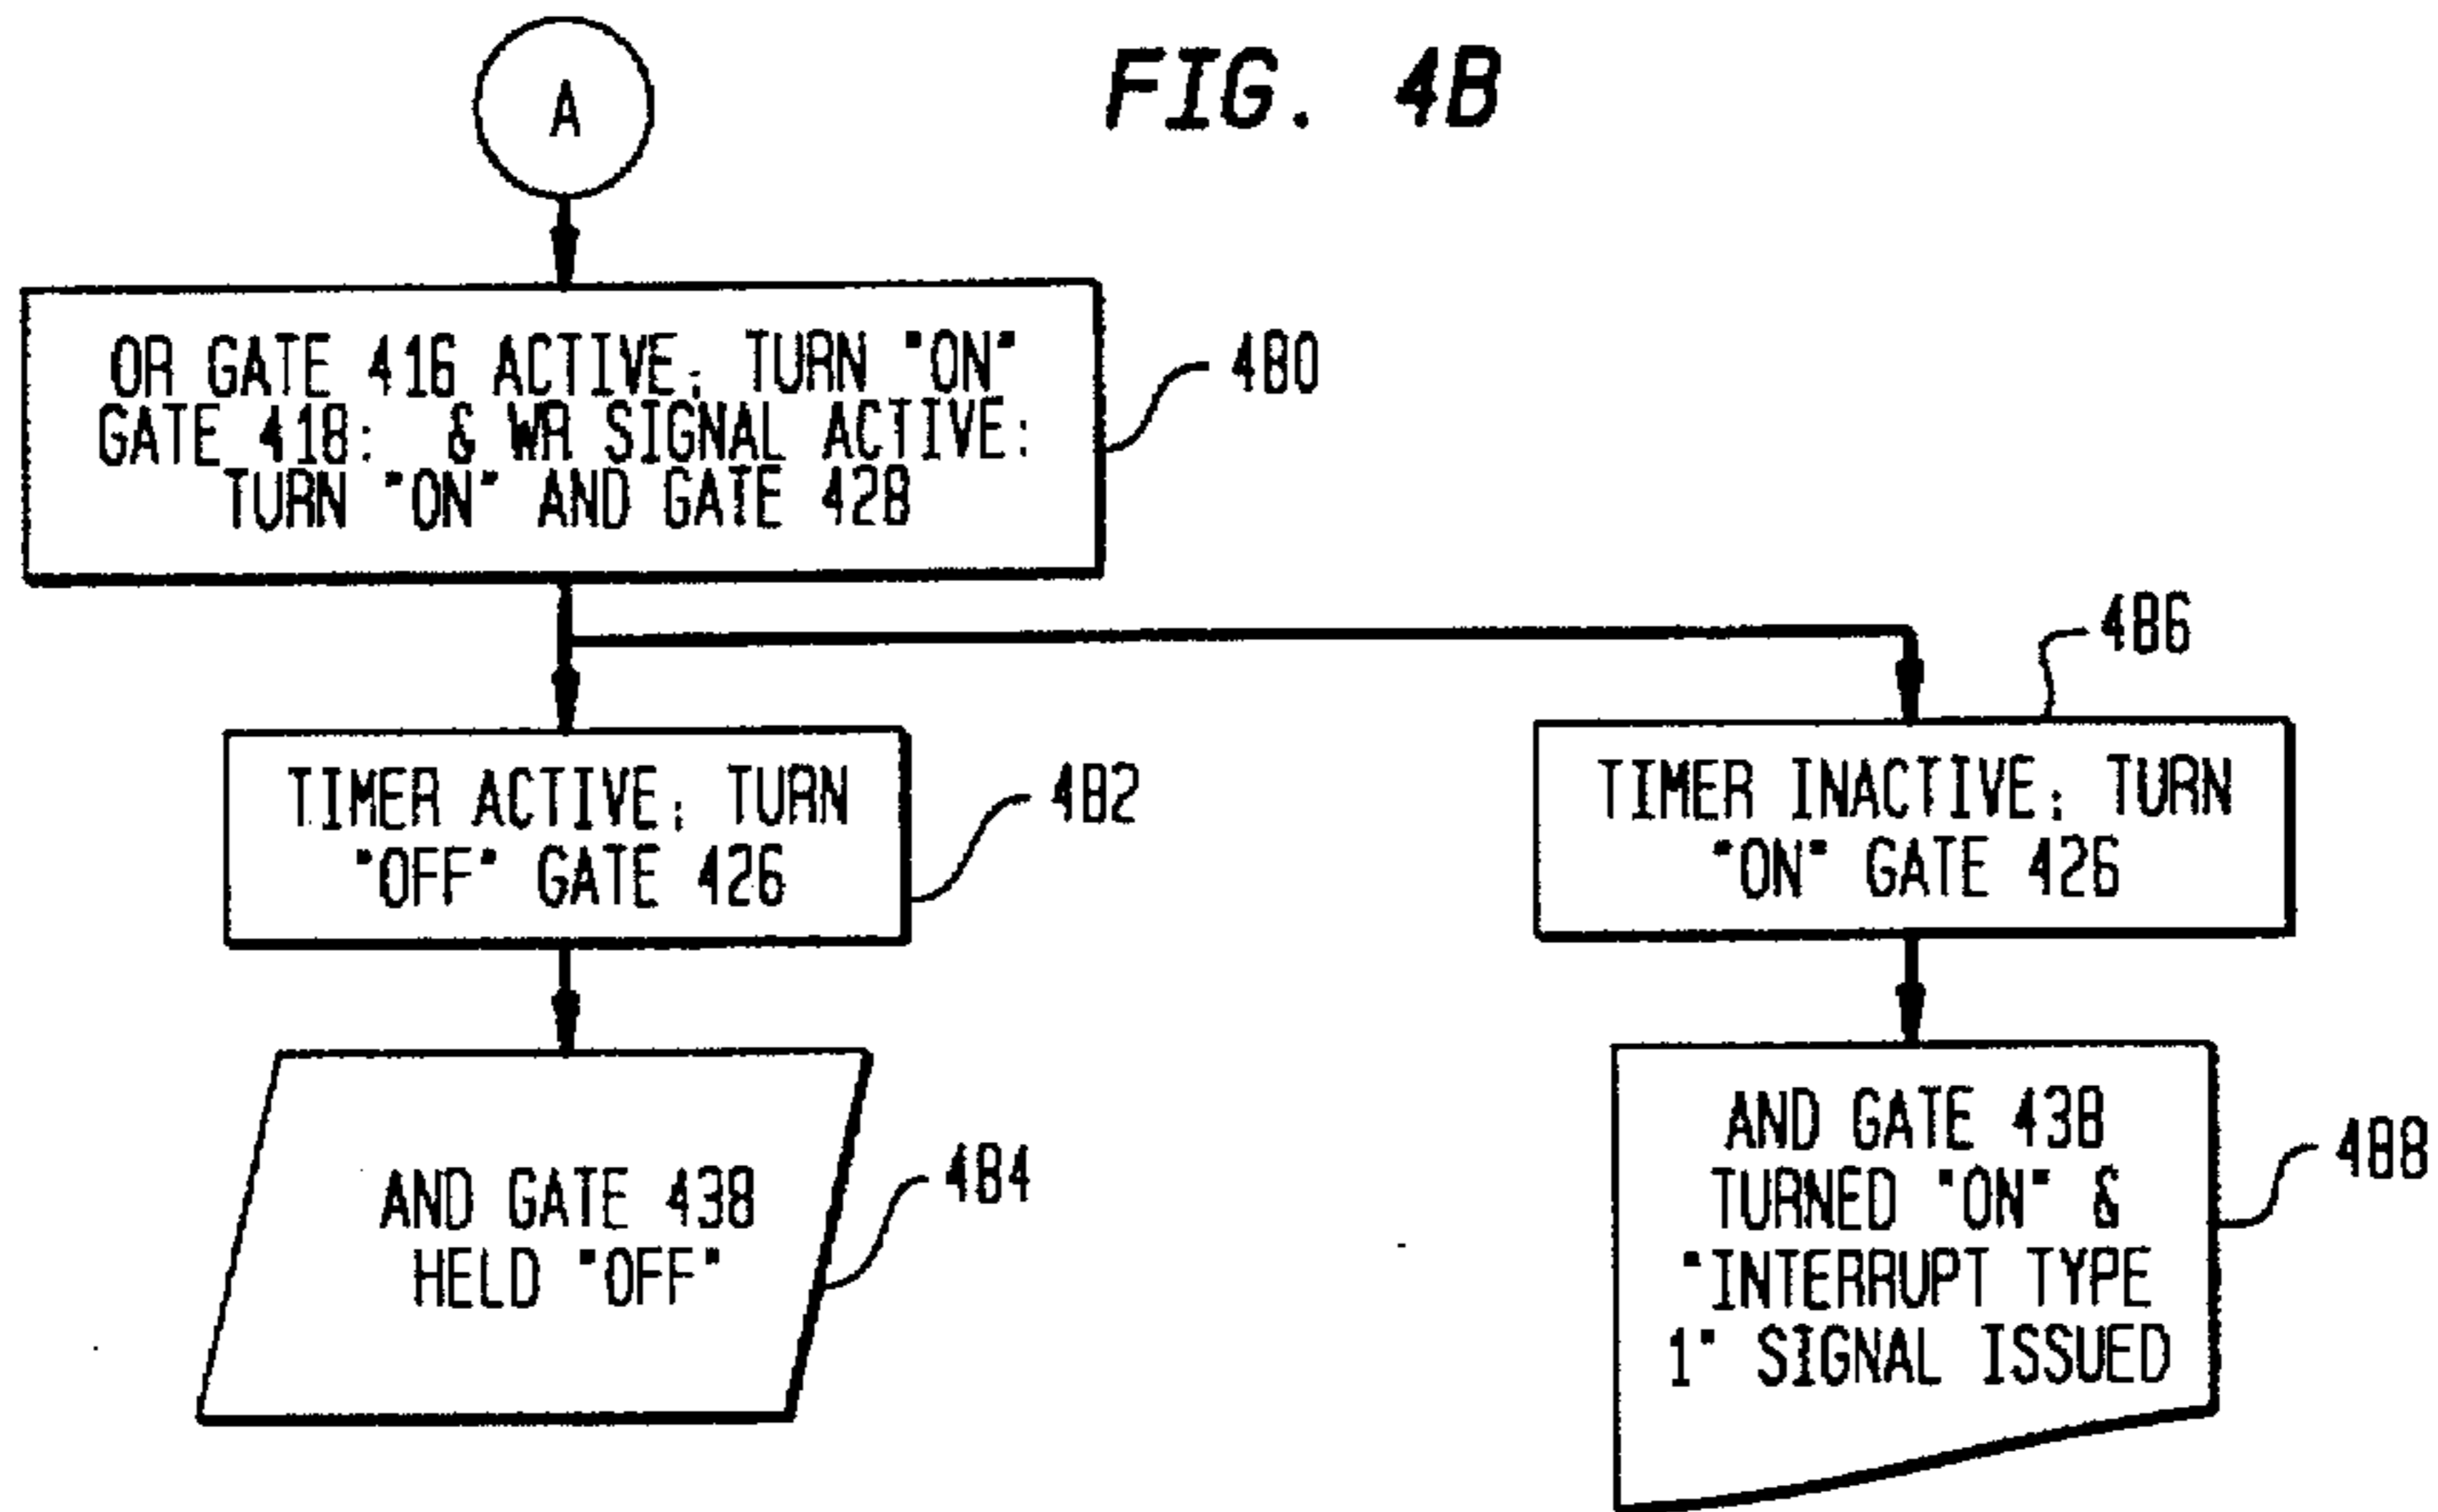 FIG. 4B
A
OR GATE 416 ACTIVE; TURN "ON"
GATE 418: & WR SIGNAL ACTIVE:
TURN "ON" AND GATE 428
480
486
TIMER ACTIVE; TURN
"OFF" GATE 426
482
TIMER INACTIVE; TURN
"ON" GATE 426
AND GATE 438
HELD "OFF"
484
AND GATE 438
TURNED "ON" &
"INTERRUPT TYPE
1" SIGNAL ISSUED
488